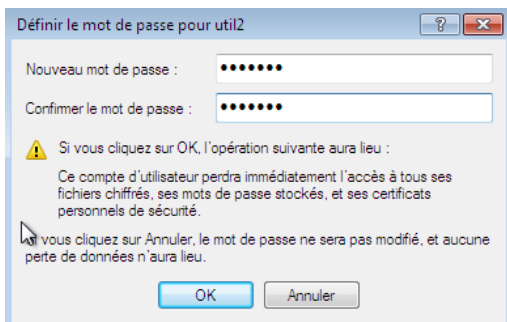 Définir le mot de passe pour util2
Nouveau mot de passe :
Confirmer le mot de passe :
Si vous cliquez sur OK, l'opération suivante aura lieu :
Ce compte d'utilisateur perdra immédiatement l'accès à tous ses
fichiers chiffrés, ses mots de passe stockés, et ses certificats
personnels de sécurité.
vous cliquez sur Annuler, le mot de passe ne sera pas modifié, et aucune
perte de données n'aura lieu.
OK
Annuler